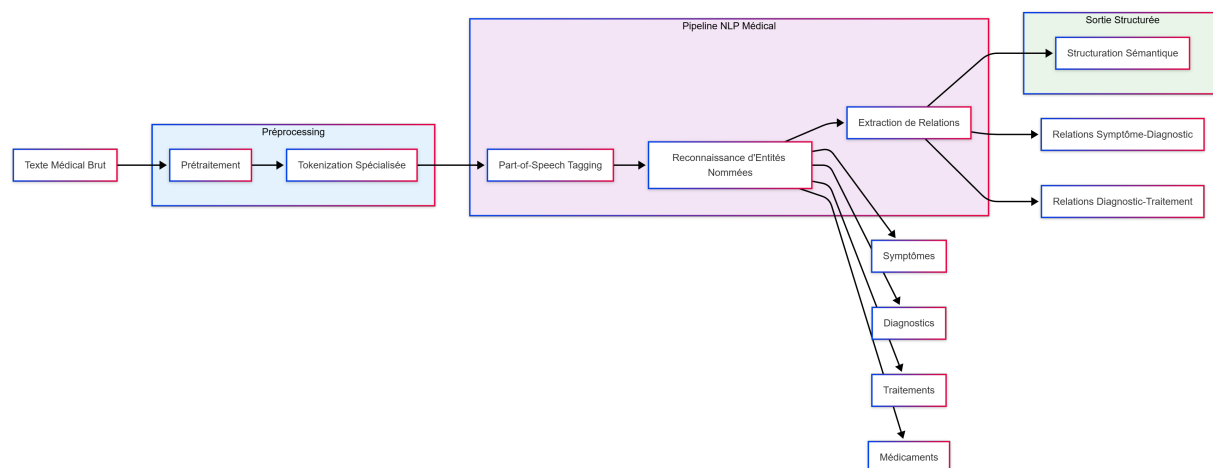 Pipeline NLP Médical
Sortie Structurée
Structuration Sémantique
Extraction de Relations
Relations Symptôme-Diagnostic
Préprocessing
Texte Médical Brut
Prétraitement
Tokenization Spécialisée
Part-of-Speech Tagging
Reconnaissance d'Entités
Nommées
Relations Diagnostic-Traitement
Symptômes
Diagnostics
Traitements
Médicaments